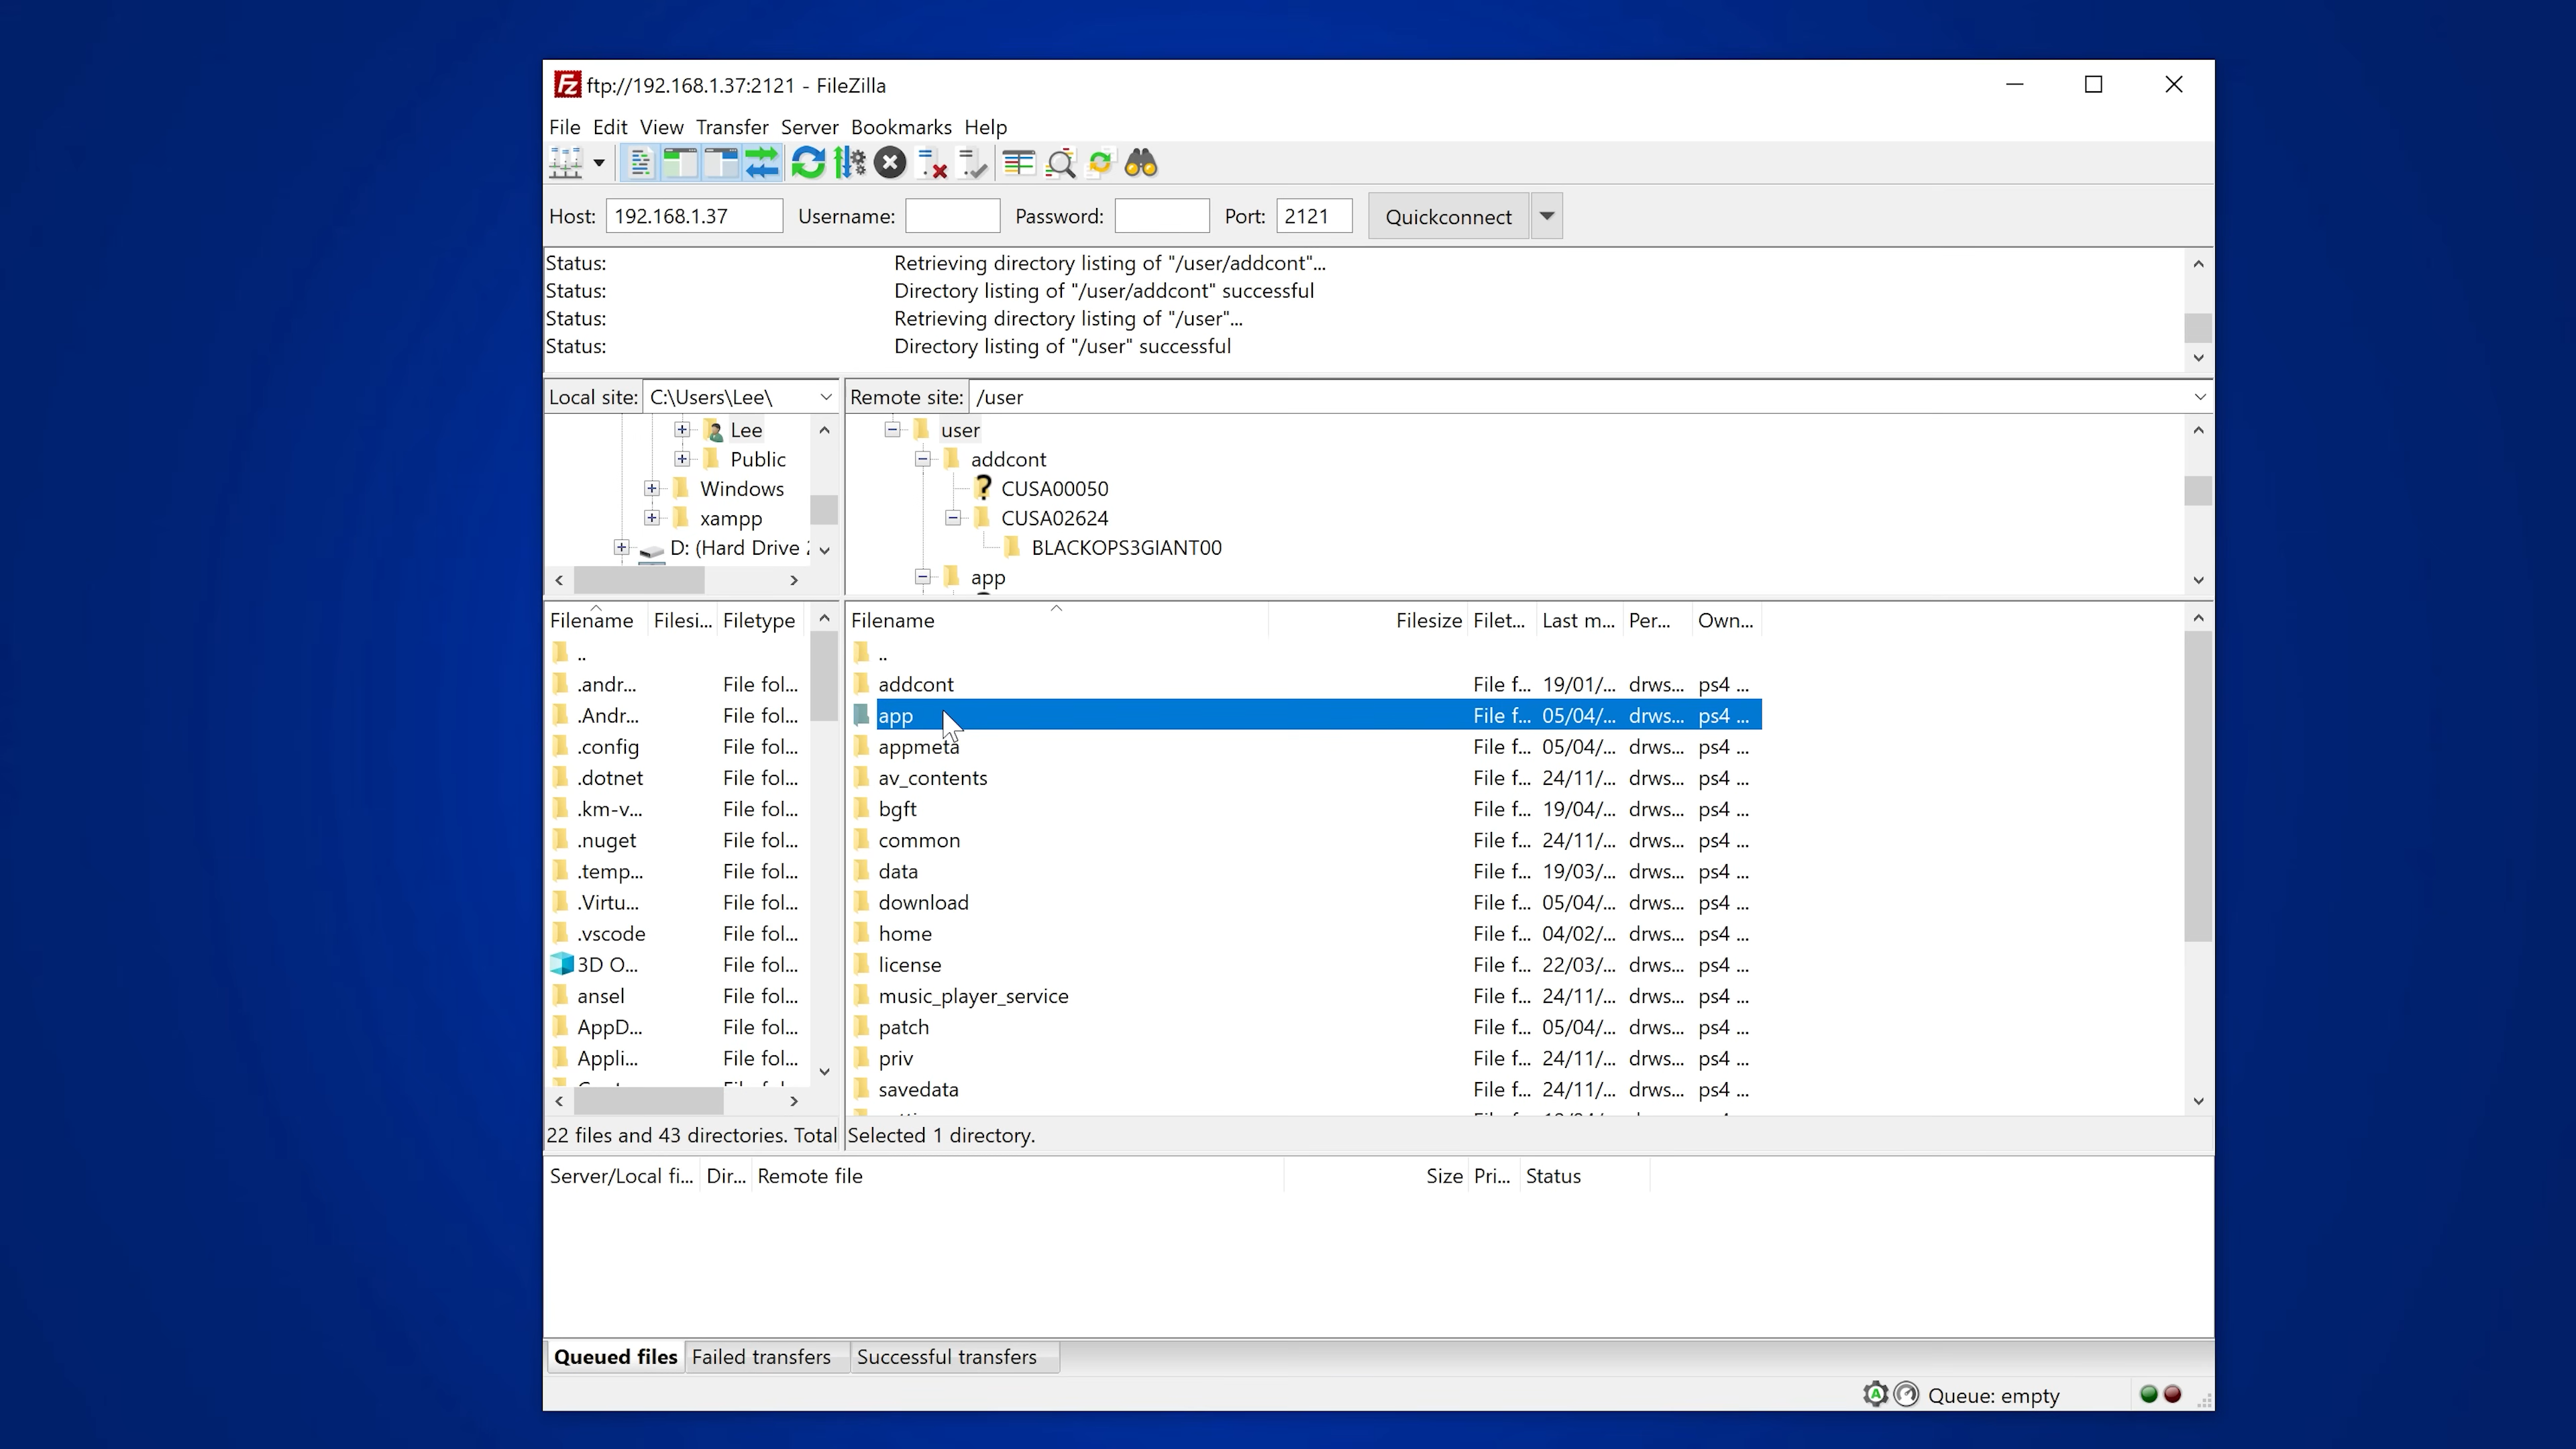 ftp://192.168.1.37:2121 - FileZilla
File Edit View Transfer Server Bookmarks Help
Host: 192.168.1.37 Username: Password: Port: 2121 Quickconnect
Status: Retrieving directory listing of "/user/addcont"...
Status: Directory listing of "/user/addcont" successful
Status: Retrieving directory listing of "/user"...
Status: Directory listing of "/user" successful
Local site: C:\Users\Lee\
Lee
Public
Windows
xampp
D: (Hard Drive
Remote site: /user
user
addcont
CUSA00050
CUSA02624
BLACKOPS3GIANT00
app
Filename Filesi... Filetype
..
.andr... File fol...
.Andr... File fol...
.config File fol...
.dotnet File fol...
.km-v... File fol...
.nuget File fol...
.temp... File fol...
.Virtu... File fol...
.vscode File fol...
3D O... File fol...
ansel File fol...
AppD... File fol...
Appli... File fol...
22 files and 43 directories. Total
Filename Filesize Filet... Last m... Per... Own...
..
addcont File f... 19/01/... drws... ps4 ...
app File f... 05/04/... drws... ps4 ...
appmeta File f... 05/04/... drws... ps4 ...
av_contents File f... 24/11/... drws... ps4 ...
bgft File f... 19/04/... drws... ps4 ...
common File f... 24/11/... drws... ps4 ...
data File f... 19/03/... drws... ps4 ...
download File f... 05/04/... drws... ps4 ...
home File f... 04/02/... drws... ps4 ...
license File f... 22/03/... drws... ps4 ...
music_player_service File f... 24/11/... drws... ps4 ...
patch File f... 05/04/... drws... ps4 ...
priv File f... 24/11/... drws... ps4 ...
savedata File f... 24/11/... drws... ps4 ...
Selected 1 directory.
Server/Local fi... Dir... Remote file Size Pri... Status
Queued files Failed transfers Successful transfers
Queue: empty